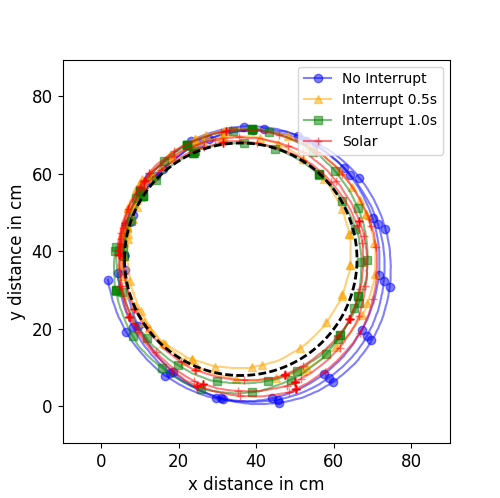 No Interrupt
Interrupt 0.5s
Interrupt 1.0s
Solar
80
60
40
20
0
y distance in cm
0 20 40 60 80
x distance in cm